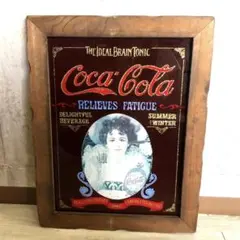 THE IDEAL BRAIN TONIC
Coca-Cola
RELIEVES FATIGUE
DELIGHTFUL
BEVERAGE
SUMMER
WINTER